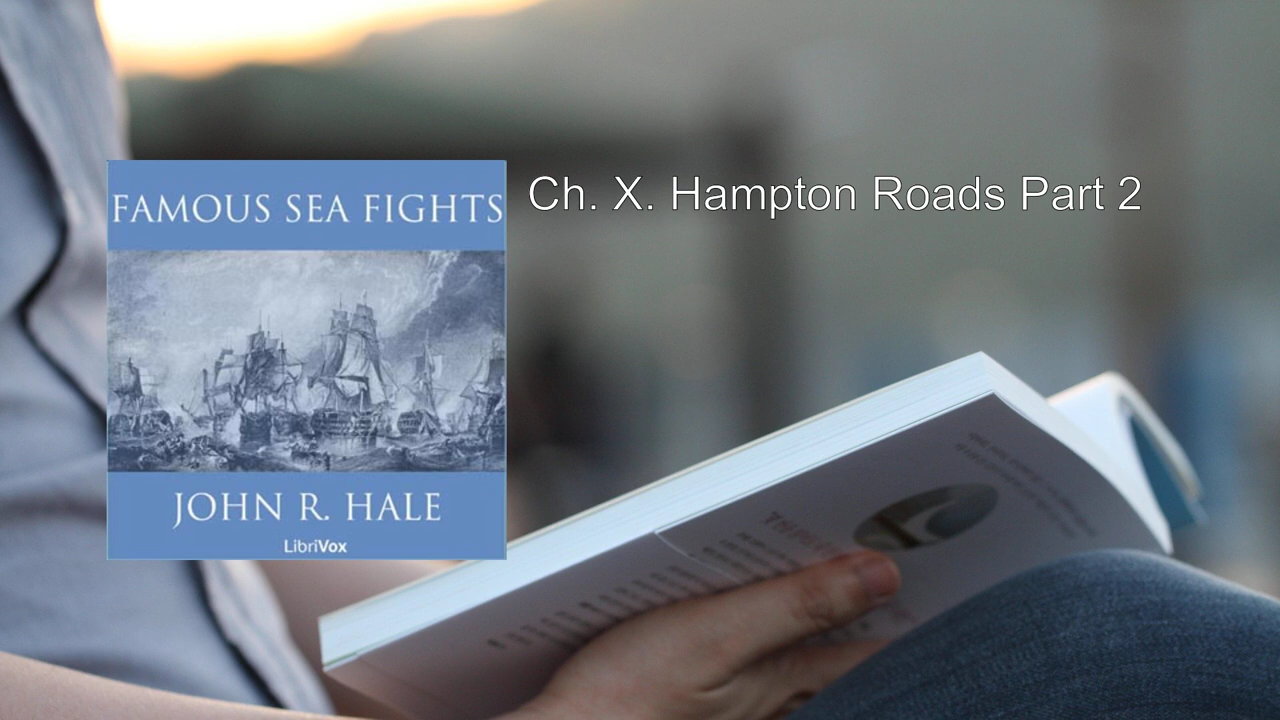 FAMOUS SEA FIGHTS
JOHN R. HALE
LibriVox
Ch. X. Hampton Roads Part 2